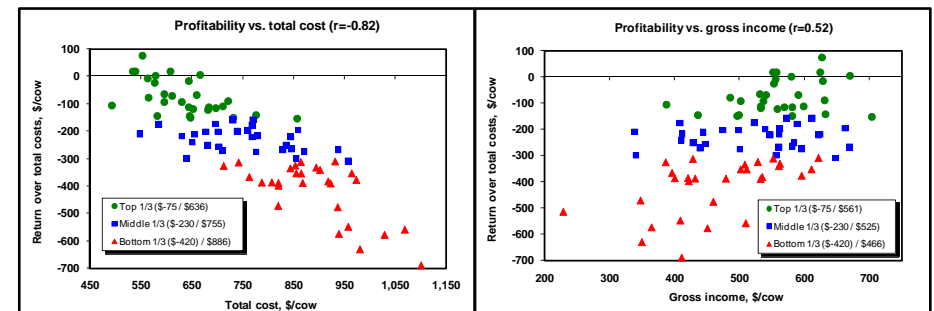 Profitability vs. total cost (r=-0.82)
Return over total costs, $/cow
100
0
-100
-200
-300
-400
-500
-600
-700
Top 1/3 ($-75 / $636)
Middle 1/3 ($-230 / $755)
Bottom 1/3 ($-420) / $886)
450
550
650
750
850
950
1,050
1,150
Total cost, $/cow
Profitability vs. gross income (r=0.52)
Return over total costs, $/cow
100
0
-100
-200
-300
-400
-500
-600
-700
Top 1/3 ($-75 / $561)
Middle 1/3 ($-230 / $525)
Bottom 1/3 ($-420) / $466)
200
300
400
500
600
700
Gross income, $/cow